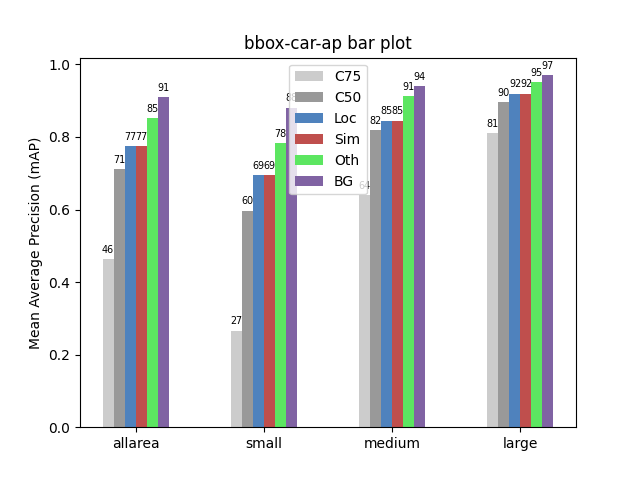 bbox-car-ap bar plot
Mean Average Precision (mAP)
1.0
0.8
0.6
0.4
0.2
0.0
C75
C50
Loc
Sim
Oth
BG
46 71 77 77 85 91
27 60 69 69 78
64 82 85 85 91 94
81 90 92 92 95 97
allarea small medium large